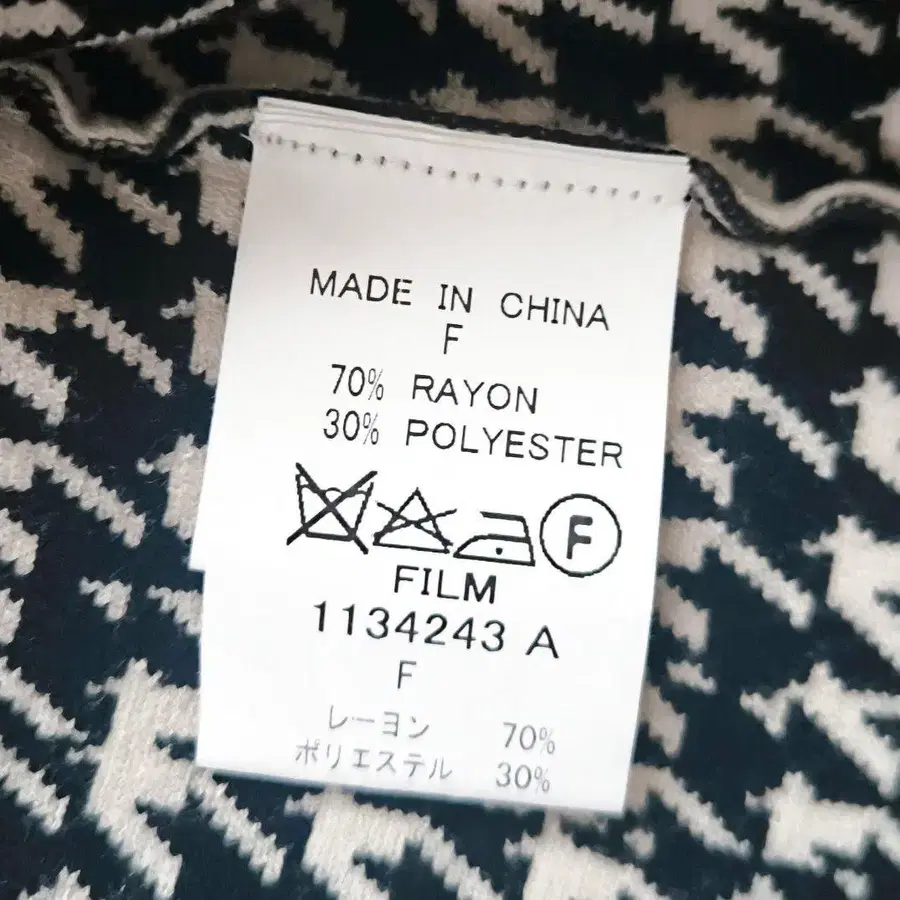 MADE IN CHINA
F
70% RAYON
30% POLYESTER
F
FILM
1134243 A
F
レーヨン 70%
ポリエステル 30%